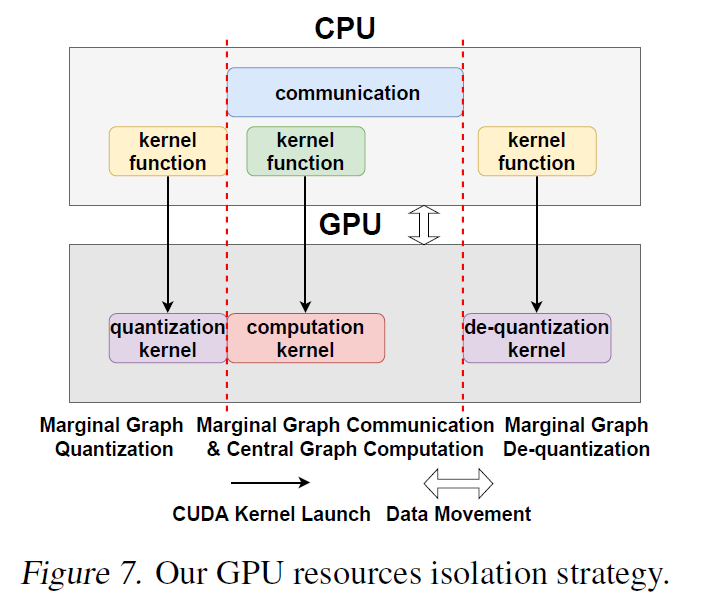 CPU
communication
kernel
function
kernel
function
kernel
function
GPU
quantization
kernel
computation
kernel
de-quantization
kernel
Marginal Graph
Quantization
Marginal Graph Communication
& Central Graph Computation
Marginal Graph
De-quantization
CUDA Kernel Launch
Data Movement
Figure 7. Our GPU resources isolation strategy.